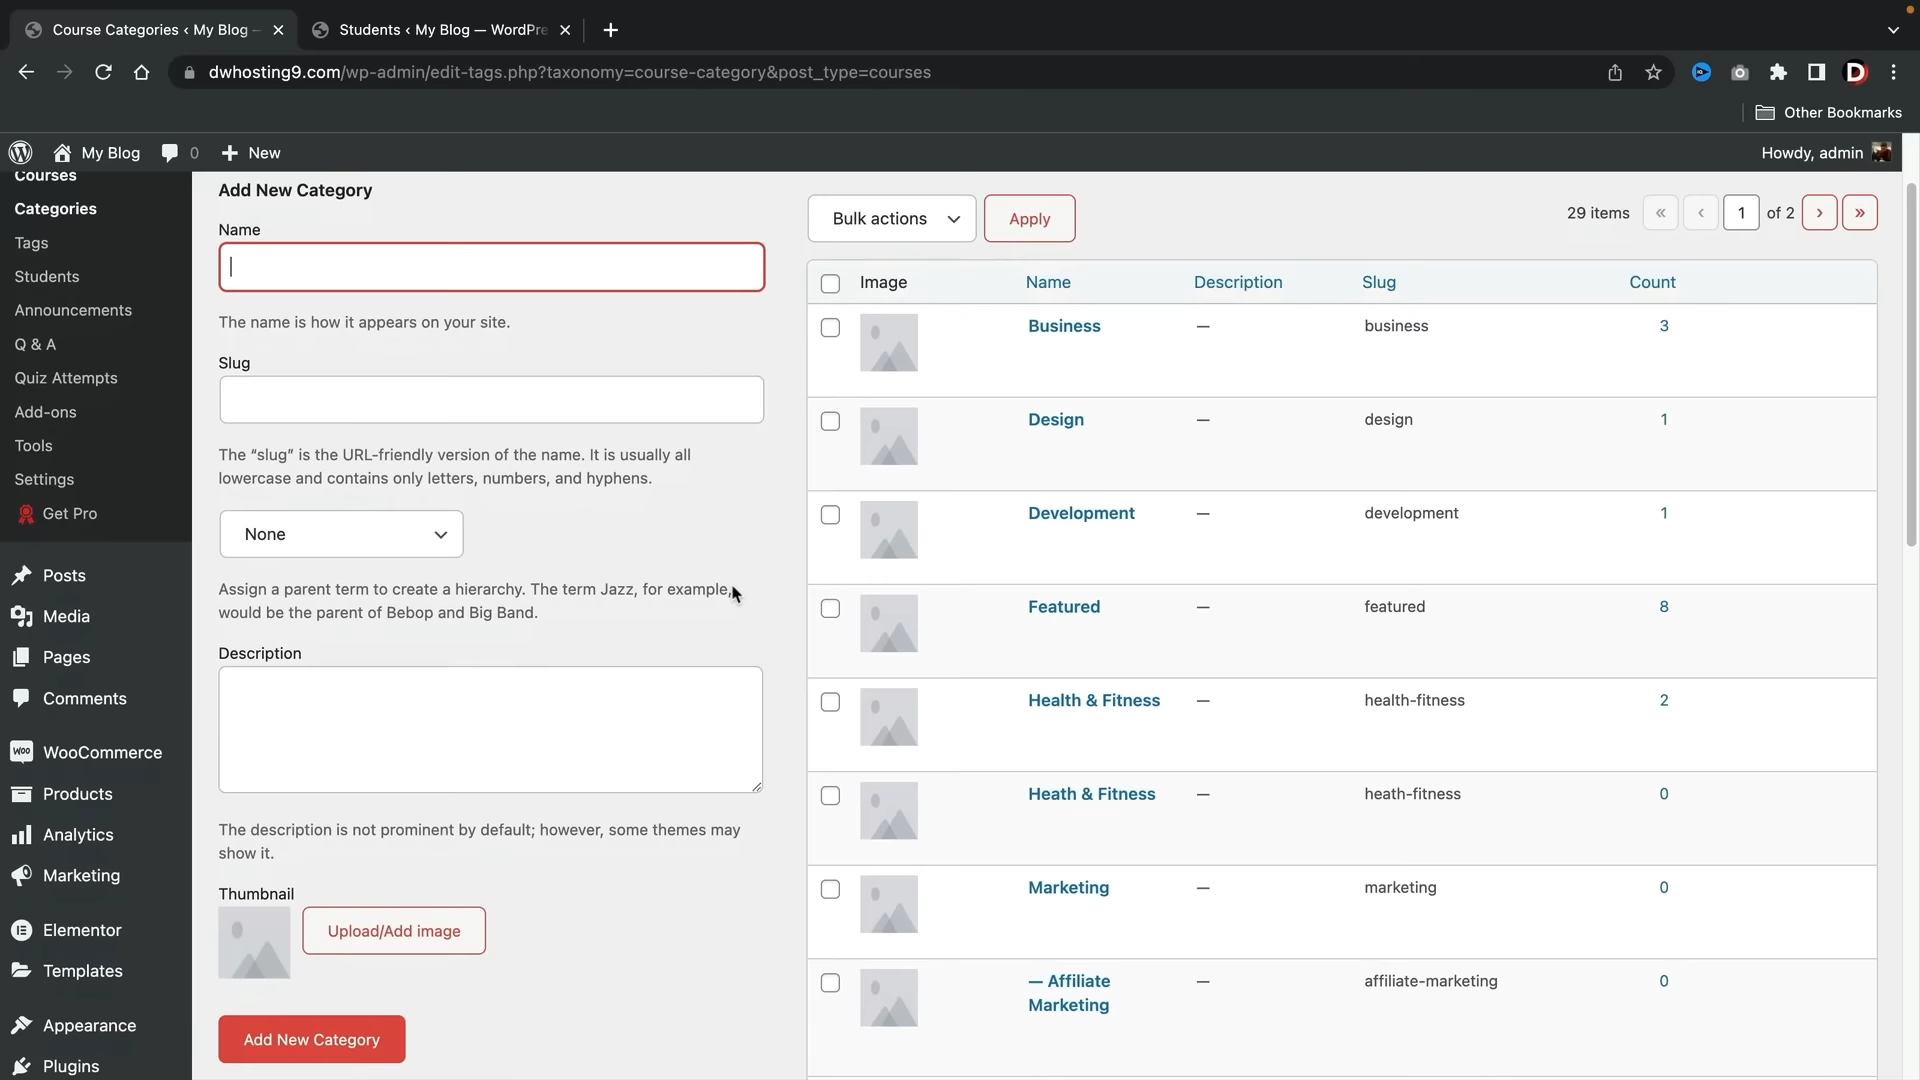 Course Categories ‹ My Blog –
Students ‹ My Blog — WordPre
dwhosting9.com/wp-admin/edit-tags.php?taxonomy=course-category&post_type=courses
Other Bookmarks
My Blog
0
New
Howdy, admin
Courses
Categories
Tags
Students
Announcements
Q & A
Quiz Attempts
Add-ons
Tools
Settings
Get Pro
Posts
Media
Pages
Comments
WooCommerce
Products
Analytics
Marketing
Elementor
Templates
Appearance
Plugins
Add New Category
Name
The name is how it appears on your site.
Slug
The “slug” is the URL-friendly version of the name. It is usually all
lowercase and contains only letters, numbers, and hyphens.
None
Assign a parent term to create a hierarchy. The term Jazz, for example,
would be the parent of Bebop and Big Band.
Description
The description is not prominent by default; however, some themes may
show it.
Thumbnail
Upload/Add image
Add New Category
Bulk actions
Apply
29 items « ‹ 1 of 2 › »
Image Name Description Slug Count
Business — business 3
Design — design 1
Development — development 1
Featured — featured 8
Health & Fitness — health-fitness 2
Heath & Fitness — heath-fitness 0
Marketing — marketing 0
— Affiliate — affiliate-marketing 0
Marketing